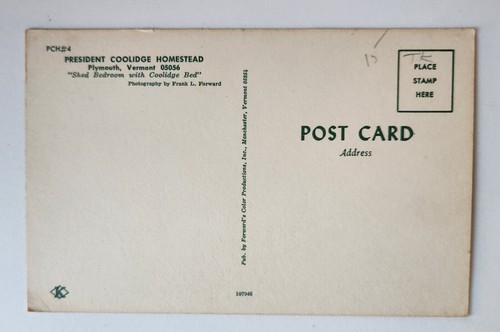 PCH#4
PRESIDENT COOLIDGE HOMESTEAD
Plymouth, Vermont 05056
"Shed Bedroom with Coolidge Bed"
Photography by Frank L. Forward
Pub. by Forward's Color Productions, Inc., Manchester, Vermont 05254
PLACE
STAMP
HERE
POST CARD
Address
K
107946